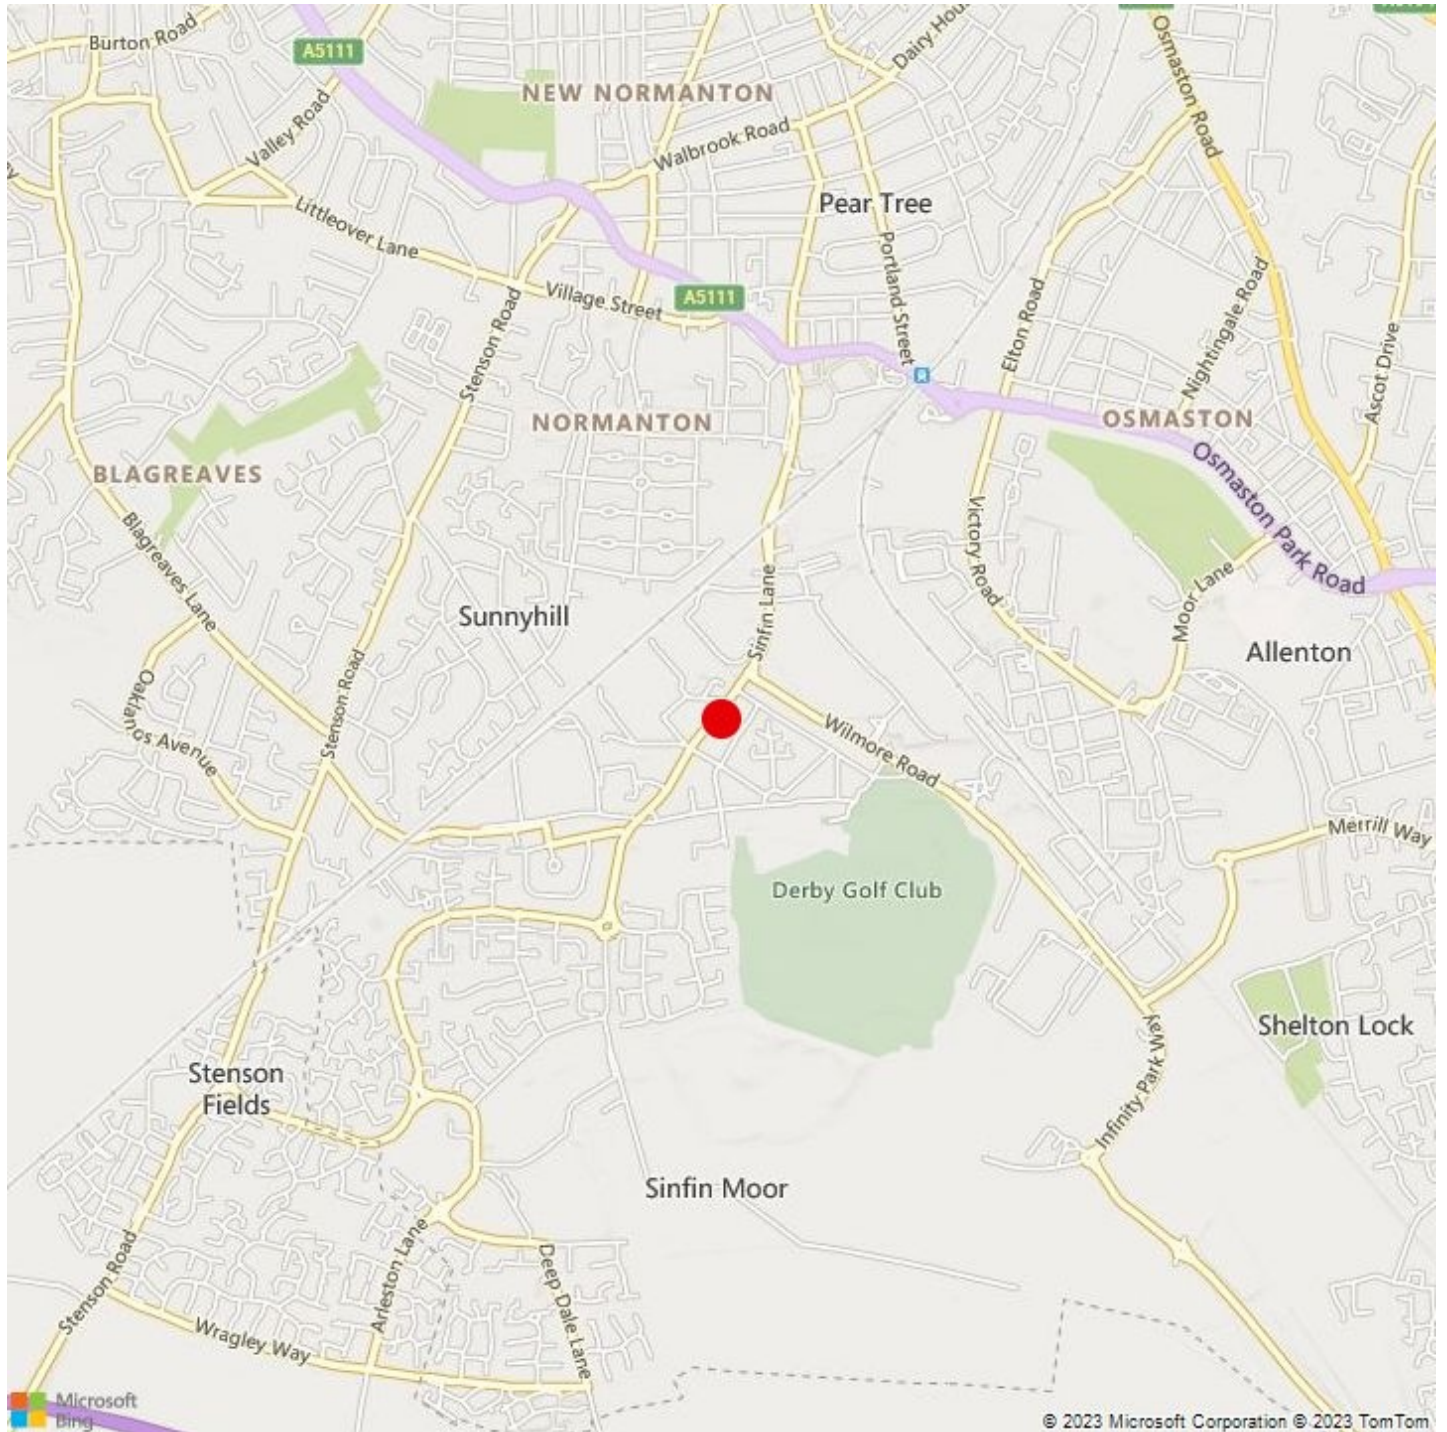 Burton Road
A5111
Dairy Hou
Osmaston Road
NEW NORMANTON
Valley Road
Walbrook Road
Pear Tree
Littleover Lane
Portland Street
Village Street
A5111
Stenson Road
Elton Road
Nightingale Road
Ascot Drive
NORMANTON
OSMASTON
BLAGREAVES
Osmaston Park Road
Blagreaves Lane
Victory Road
Sinfin Lane
Moor Lane
Sunnyhill
Allenton
Stenson Road
Oaklands Avenue
Wilmore Road
Merrill Way
Derby Golf Club
Shelton Lock
Infinity Park Way
Stenson
Fields
Sinfin Moor
Arleston Lane
Deep Dale Lane
Stenson Road
Wragley Way
Microsoft
Bing
© 2023 Microsoft Corporation © 2023 TomTom